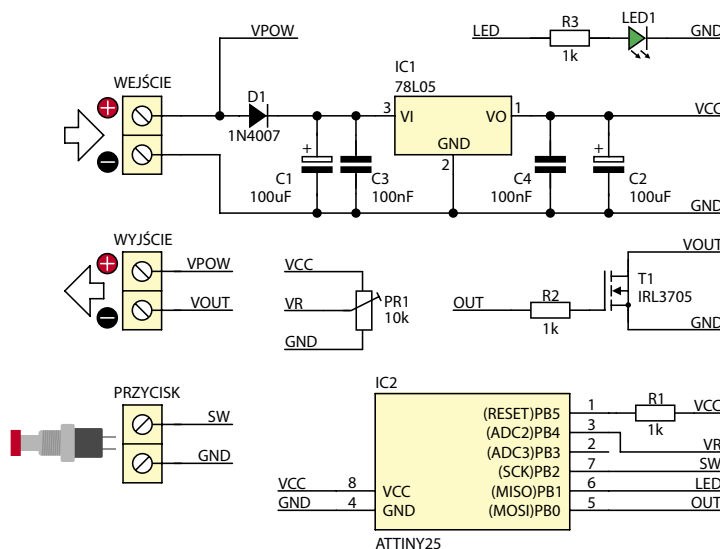 VPOW
LED
R3
1k
LED1
GND
WEJŚCIE
D1
1N4007
IC1
78L05
3
VI
VO
1
GND
2
VCC
+
C1
100uF
C3
100nF
C4
100nF
+
C2
100uF
GND
WYJŚCIE
VPOW
VOUT
VCC
VR
GND
PR1
10k
OUT
R2
1k
VOUT
T1
IRL3705
GND
PRZYCISK
SW
GND
IC2
(RESET)PB5
1
R1
1k
VCC
(ADC2)PB4
3
VR
(ADC3)PB3
2
(SCK)PB2
7
SW
VCC
8
VCC
(MISO)PB1
6
LED
GND
4
GND
(MOSI)PB0
5
OUT
ATTINY25